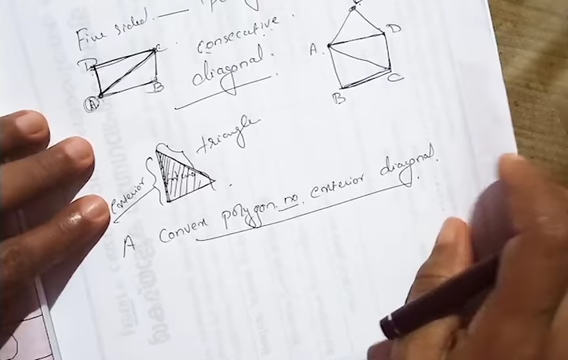 Five sided.
consecutive
diagonal.
D
C
A
B
A
D
B
C
triangle
exterior
A Convex polygon no exterior diagonal.